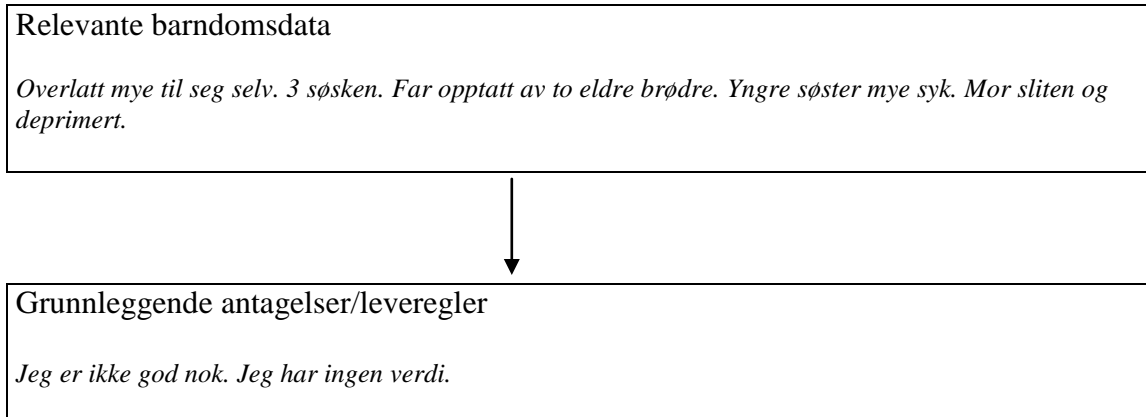 Relevante barndomsdata
Overlatt mye til seg selv. 3 søsken. Far opptatt av to eldre brødre. Yngre søster mye syk. Mor sliten og
deprimert.
Grunnleggende antagelser/leveregler
Jeg er ikke god nok. Jeg har ingen verdi.